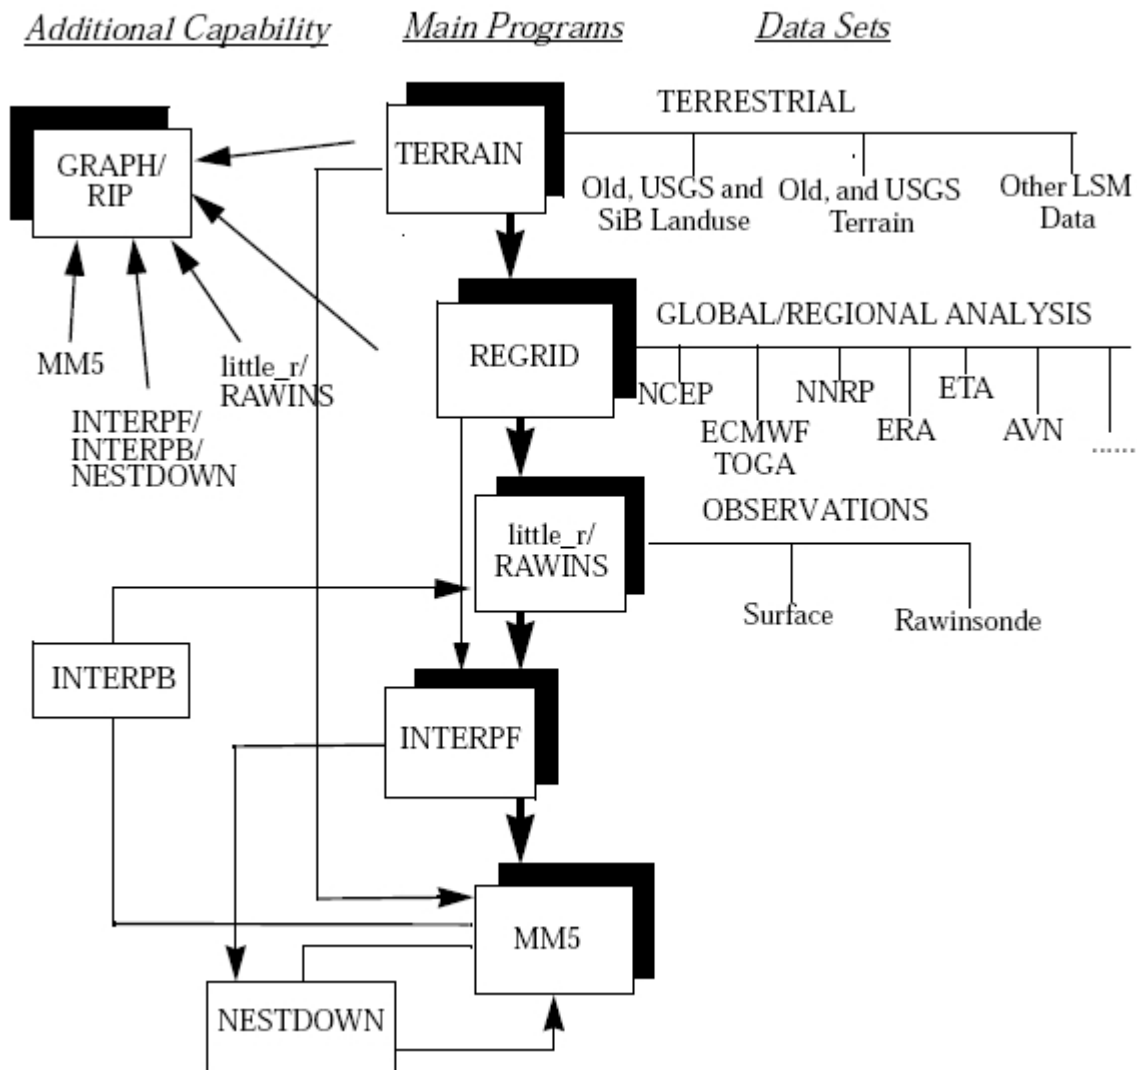 Additional Capability
Main Programs
Data Sets
TERRAIN
TERRESTRIAL
Old, USGS and
SiB Landuse
Old, and USGS
Terrain
Other LSM
Data
GRAPH/
RIP
MM5
INTERPF/
INTERPB/
NESTDOWN
little_r/
RAWINS
REGRID
GLOBAL/REGIONAL ANALYSIS
NCEP
ECMWF
TOGA
NNRP
ERA
ETA
AVN
......
little_r/
RAWINS
OBSERVATIONS
Surface
Rawinsonde
INTERPB
INTERPF
MM5
NESTDOWN